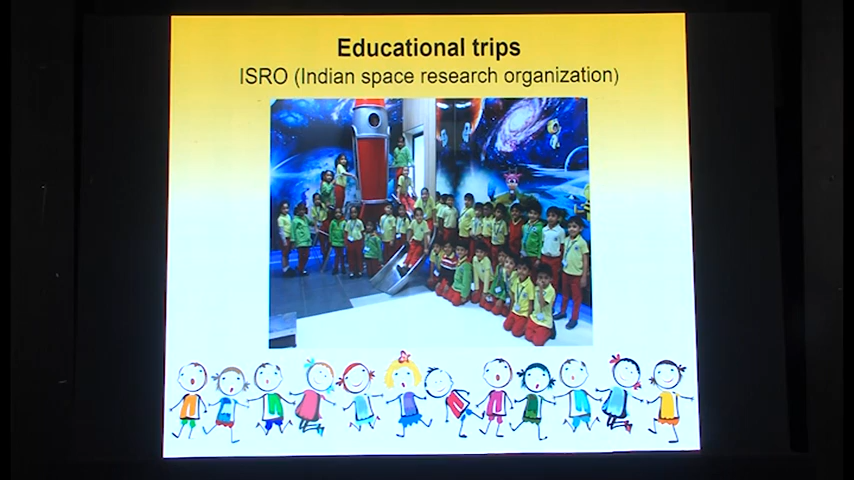 Educational trips
ISRO (Indian space research organization)